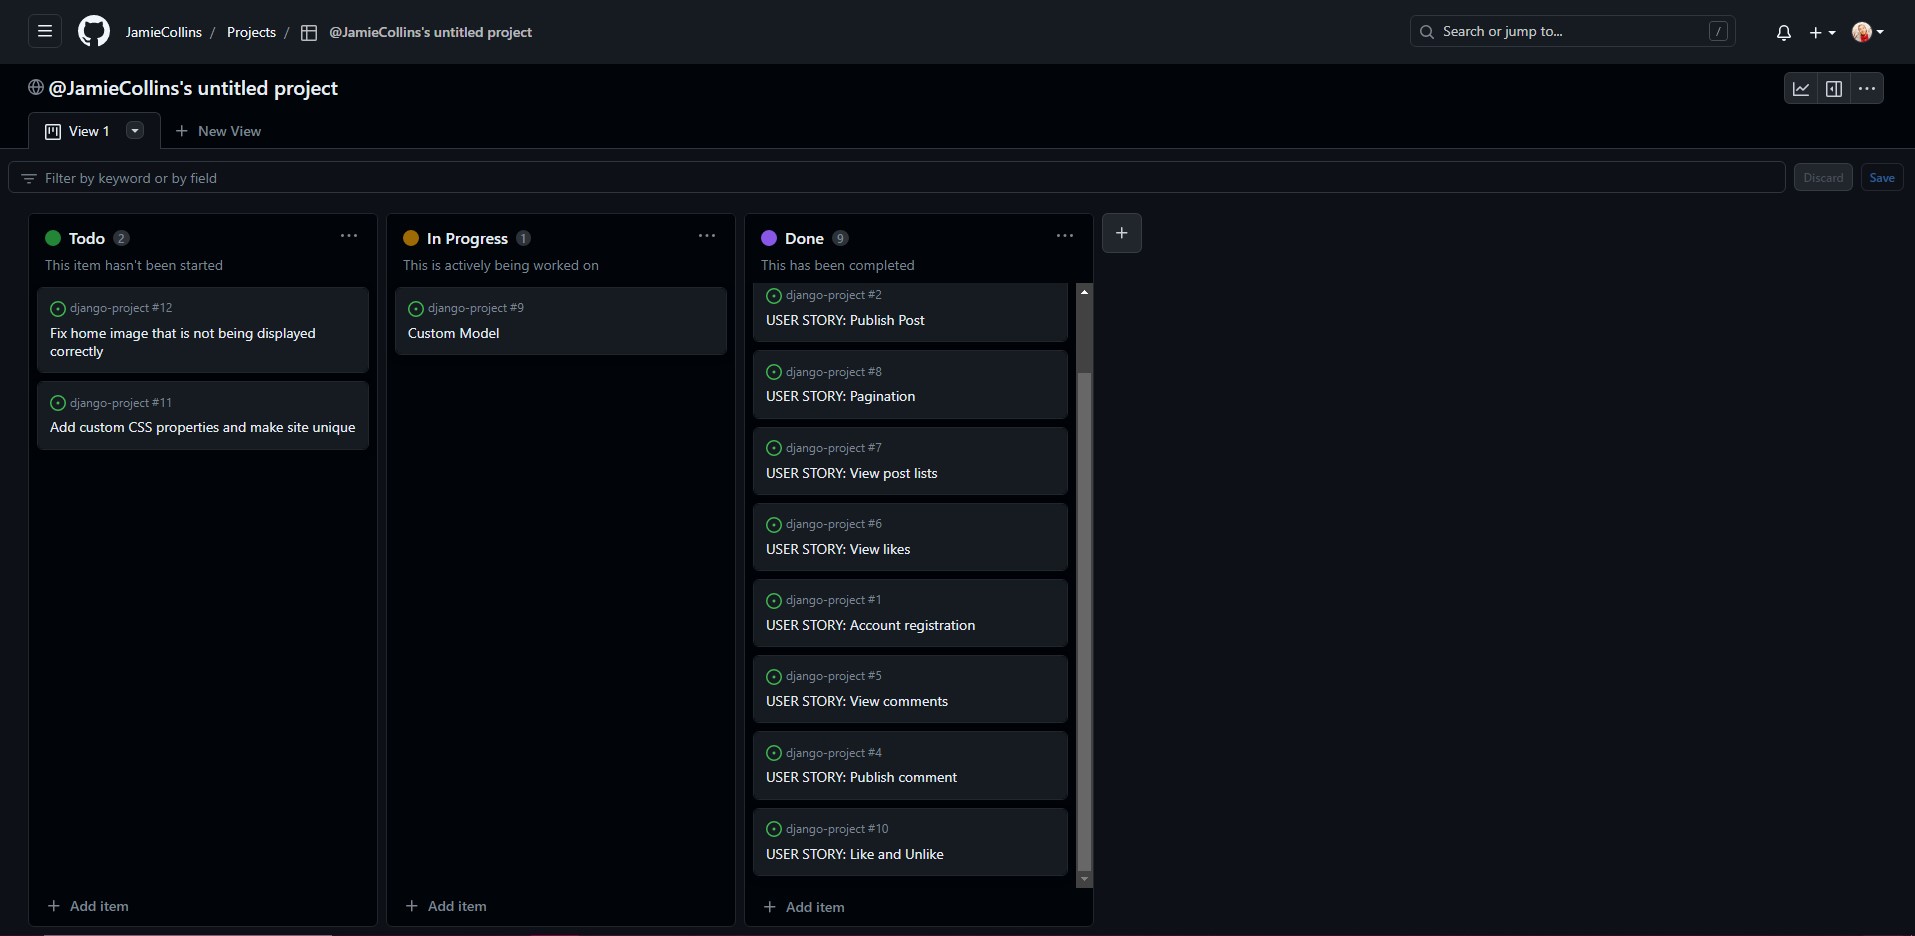 JamieCollins / Projects / @JamieCollins's untitled project
Search or jump to... /
@JamieCollins's untitled project
View 1
New View
Filter by keyword or by field
Discard
Save
Todo 2
This item hasn't been started
django-project #12
Fix home image that is not being displayed
correctly
django-project #11
Add custom CSS properties and make site unique
Add item
In Progress 1
This is actively being worked on
django-project #9
Custom Model
Add item
Done 9
This has been completed
django-project #2
USER STORY: Publish Post
django-project #8
USER STORY: Pagination
django-project #7
USER STORY: View post lists
django-project #6
USER STORY: View likes
django-project #1
USER STORY: Account registration
django-project #5
USER STORY: View comments
django-project #4
USER STORY: Publish comment
django-project #10
USER STORY: Like and Unlike
Add item